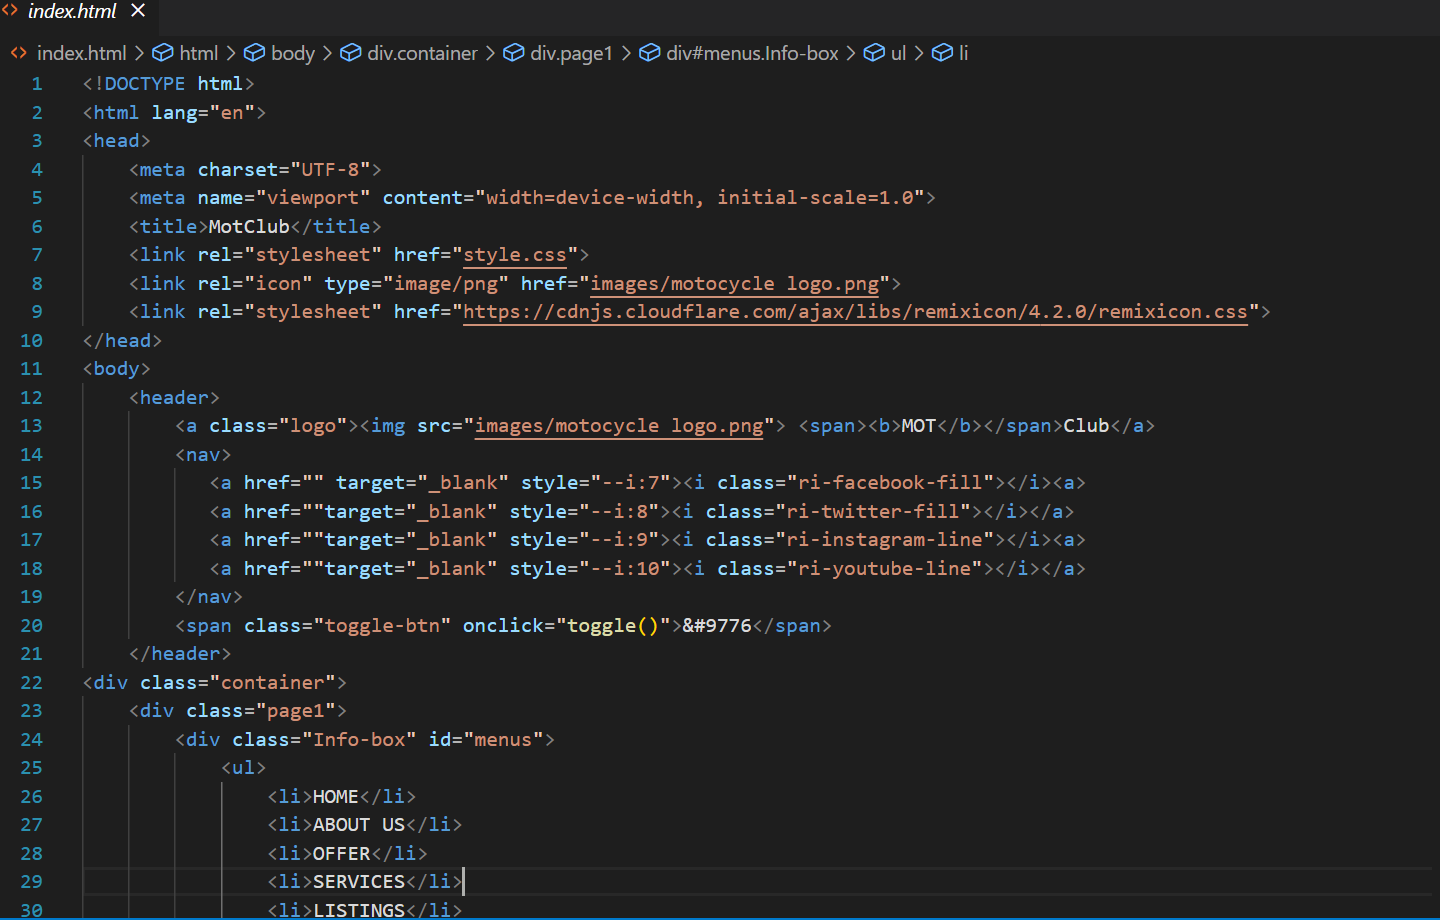 index.html
index.html > html > body > div.container > div.page1 > div#menus.Info-box > ul > li
1 <!DOCTYPE html>
2 <html lang="en">
3 <head>
4 <meta charset="UTF-8">
5 <meta name="viewport" content="width=device-width, initial-scale=1.0">
6 <title>MotClub</title>
7 <link rel="stylesheet" href="style.css">
8 <link rel="icon" type="image/png" href="images/motocycle logo.png">
9 <link rel="stylesheet" href="https://cdnjs.cloudflare.com/ajax/libs/remixicon/4.2.0/remixicon.css">
10 </head>
11 <body>
12 <header>
13 <a class="logo"><img src="images/motocycle logo.png"> <span><b>MOT</b></span>Club</a>
14 <nav>
15 <a href="" target="_blank" style="--i:7"><i class="ri-facebook-fill"></i><a>
16 <a href=""target="_blank" style="--i:8"><i class="ri-twitter-fill"></i></a>
17 <a href=""target="_blank" style="--i:9"><i class="ri-instagram-line"></i><a>
18 <a href=""target="_blank" style="--i:10"><i class="ri-youtube-line"></i></a>
19 </nav>
20 <span class="toggle-btn" onclick="toggle()">&#9776</span>
21 </header>
22 <div class="container">
23 <div class="page1">
24 <div class="Info-box" id="menus">
25 <ul>
26 <li>HOME</li>
27 <li>ABOUT US</li>
28 <li>OFFER</li>
29 <li>SERVICES</li>
30 <li>LISTINGS</li>